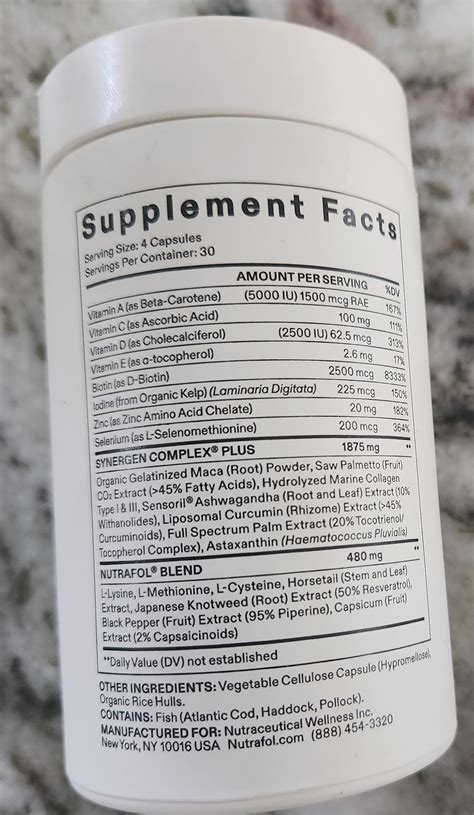 Supplement Facts
Serving Size: 4 Capsules
Servings Per Container: 30
AMOUNT PER SERVING %DV
Vitamin A (as Beta-Carotene) (5000 IU) 1500 mcg RAE 167%
Vitamin C (as Ascorbic Acid) 100 mg 111%
Vitamin D (as Cholecalciferol) (2500 IU) 62.5 mcg 313%
Vitamin E (as α-tocopherol) 2.6 mg 17%
Biotin (as D-Biotin) 2500 mcg 8333%
Iodine (from Organic Kelp) (Laminaria Digitata) 225 mcg 150%
Zinc (as Zinc Amino Acid Chelate) 20 mg 182%
Selenium (as L-Selenomethionine) 200 mcg 364%
SYNERGEN COMPLEX® PLUS 1875 mg **
Organic Gelatinized Maca (Root) Powder, Saw Palmetto (Fruit)
CO2 Extract (>45% Fatty Acids), Hydrolyzed Marine Collagen
Type I & III, Sensoril® Ashwagandha (Root and Leaf) Extract (10%
Withanolides), Liposomal Curcumin (Rhizome) Extract (>45%
Curcuminoids), Full Spectrum Palm Extract (20% Tocotrienol/
Tocopherol Complex), Astaxanthin (Haematococcus Pluvialis)
NUTRAFOL® BLEND 480 mg **
L-Lysine, L-Methionine, L-Cysteine, Horsetail (Stem and Leaf)
Extract, Japanese Knotweed (Root) Extract (50% Resveratrol),
Black Pepper (Fruit) Extract (95% Piperine), Capsicum (Fruit)
Extract (2% Capsaicinoids)
**Daily Value (DV) not established
OTHER INGREDIENTS: Vegetable Cellulose Capsule (Hypromellose),
Organic Rice Hulls.
CONTAINS: Fish (Atlantic Cod, Haddock, Pollock).
MANUFACTURED FOR: Nutraceutical Wellness Inc.
New York, NY 10016 USA Nutrafol.com (888) 454-3320